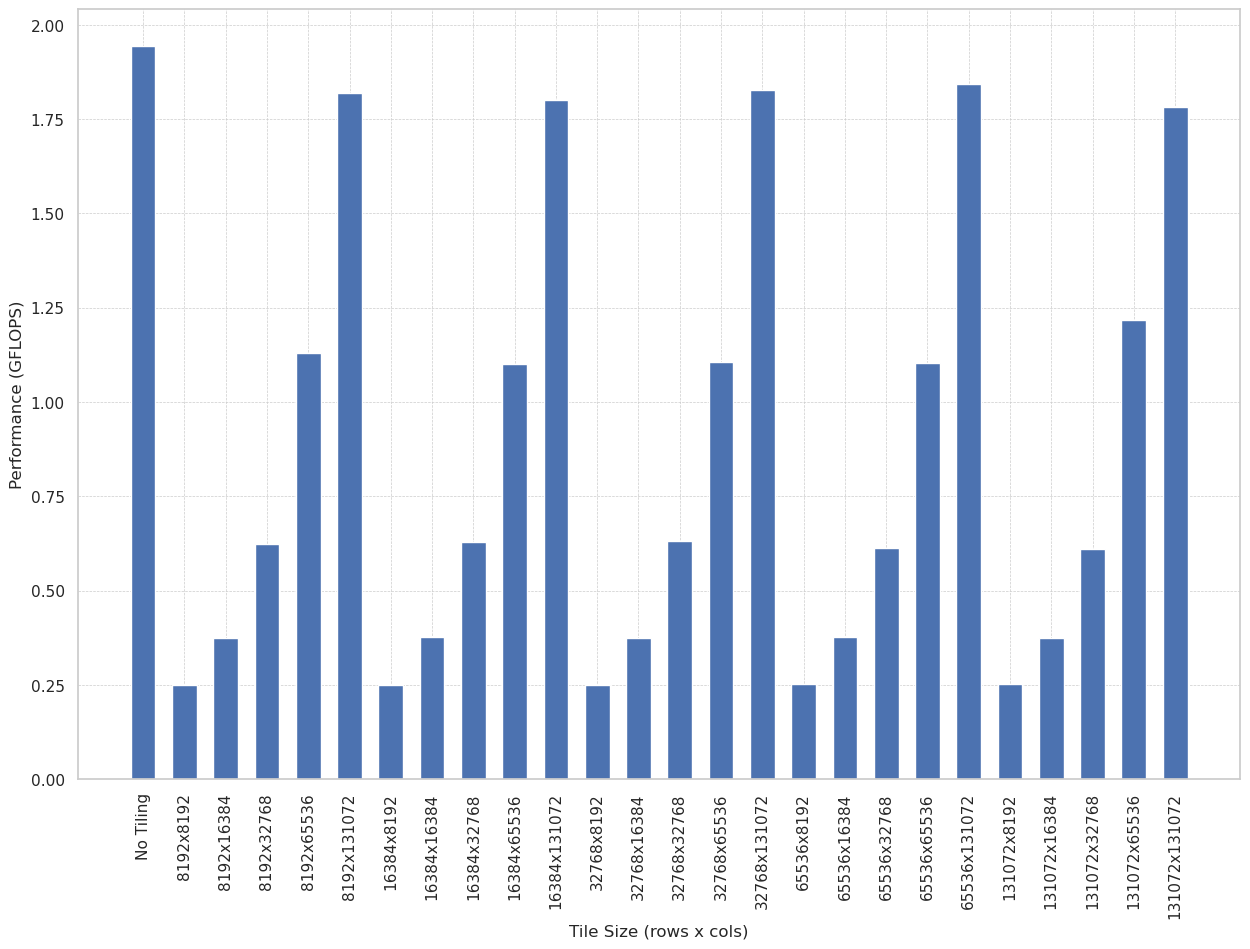 2.00
1.75
1.50
1.25
1.00
0.75
0.50
0.25
0.00
Performance (GFLOPS)
No Tiling
8192x8192
8192x16384
8192x32768
8192x65536
8192x131072
16384x8192
16384x16384
16384x32768
16384x65536
16384x131072
32768x8192
32768x16384
32768x32768
32768x65536
32768x131072
65536x8192
65536x16384
65536x32768
65536x65536
65536x131072
131072x8192
131072x16384
131072x32768
131072x65536
131072x131072
Tile Size (rows x cols)